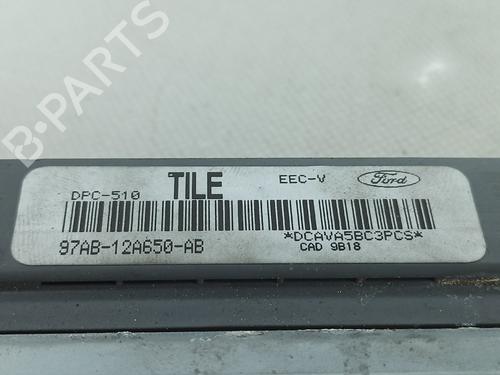 B-PARTS
DPC-510 TILE EEC-V Ford
97AB-12A650-AB *DCAVA5BC3PCS*
CAD 9B18